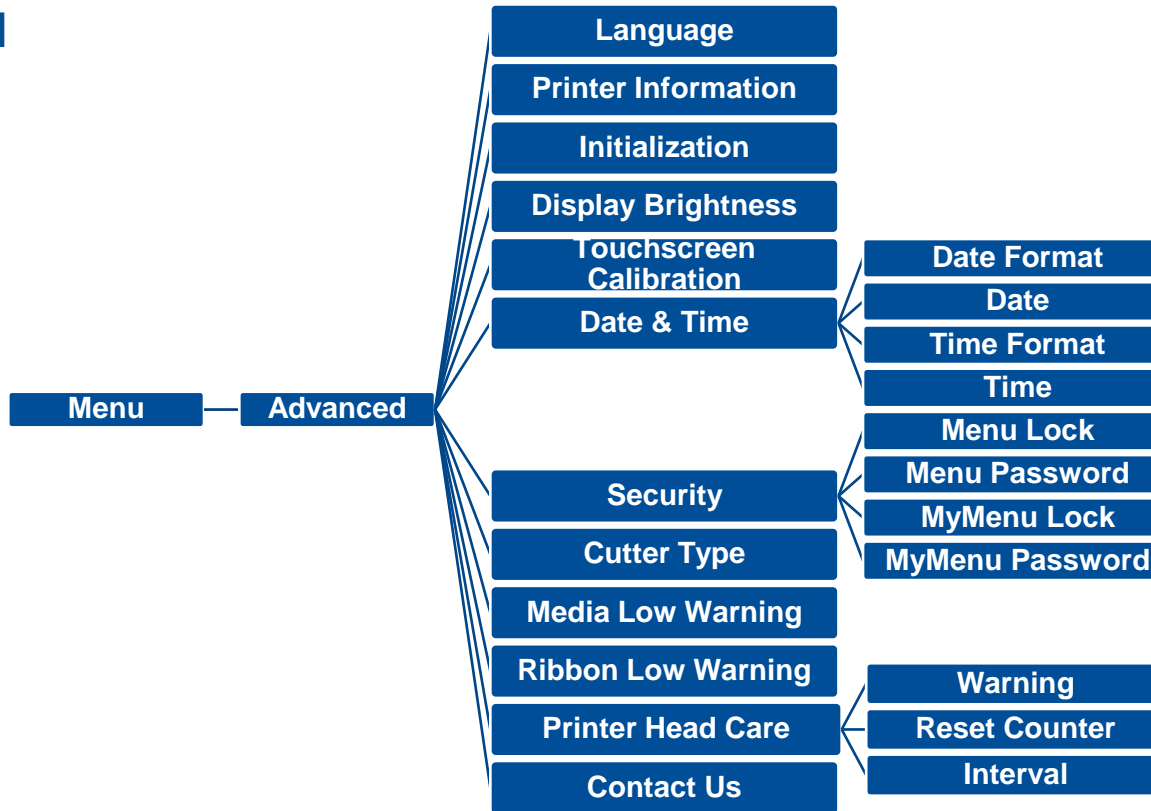 Language
Printer Information
Initialization
Display Brightness
Touchscreen
Calibration
Date & Time
Date Format
Date
Time Format
Time
Menu
Advanced
Menu Lock
Menu Password
MyMenu Lock
MyMenu Password
Security
Cutter Type
Media Low Warning
Ribbon Low Warning
Printer Head Care
Warning
Reset Counter
Interval
Contact Us